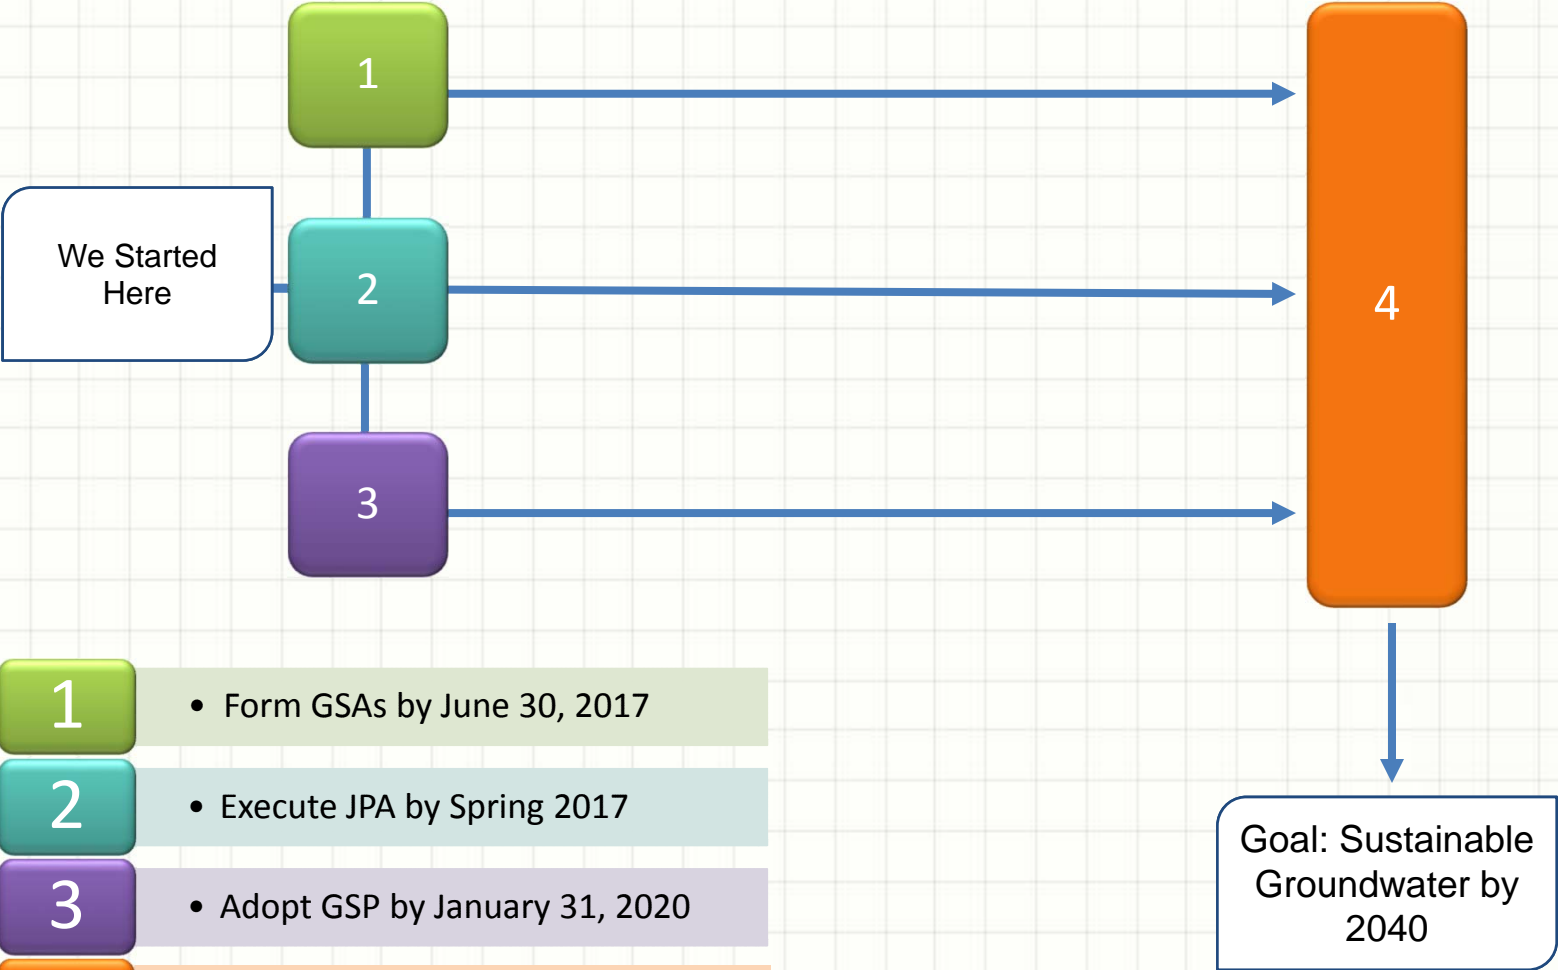 1
We Started
Here
2
4
3
1
• Form GSAs by June 30, 2017
2
• Execute JPA by Spring 2017
3
• Adopt GSP by January 31, 2020
Goal: Sustainable
Groundwater by
2040